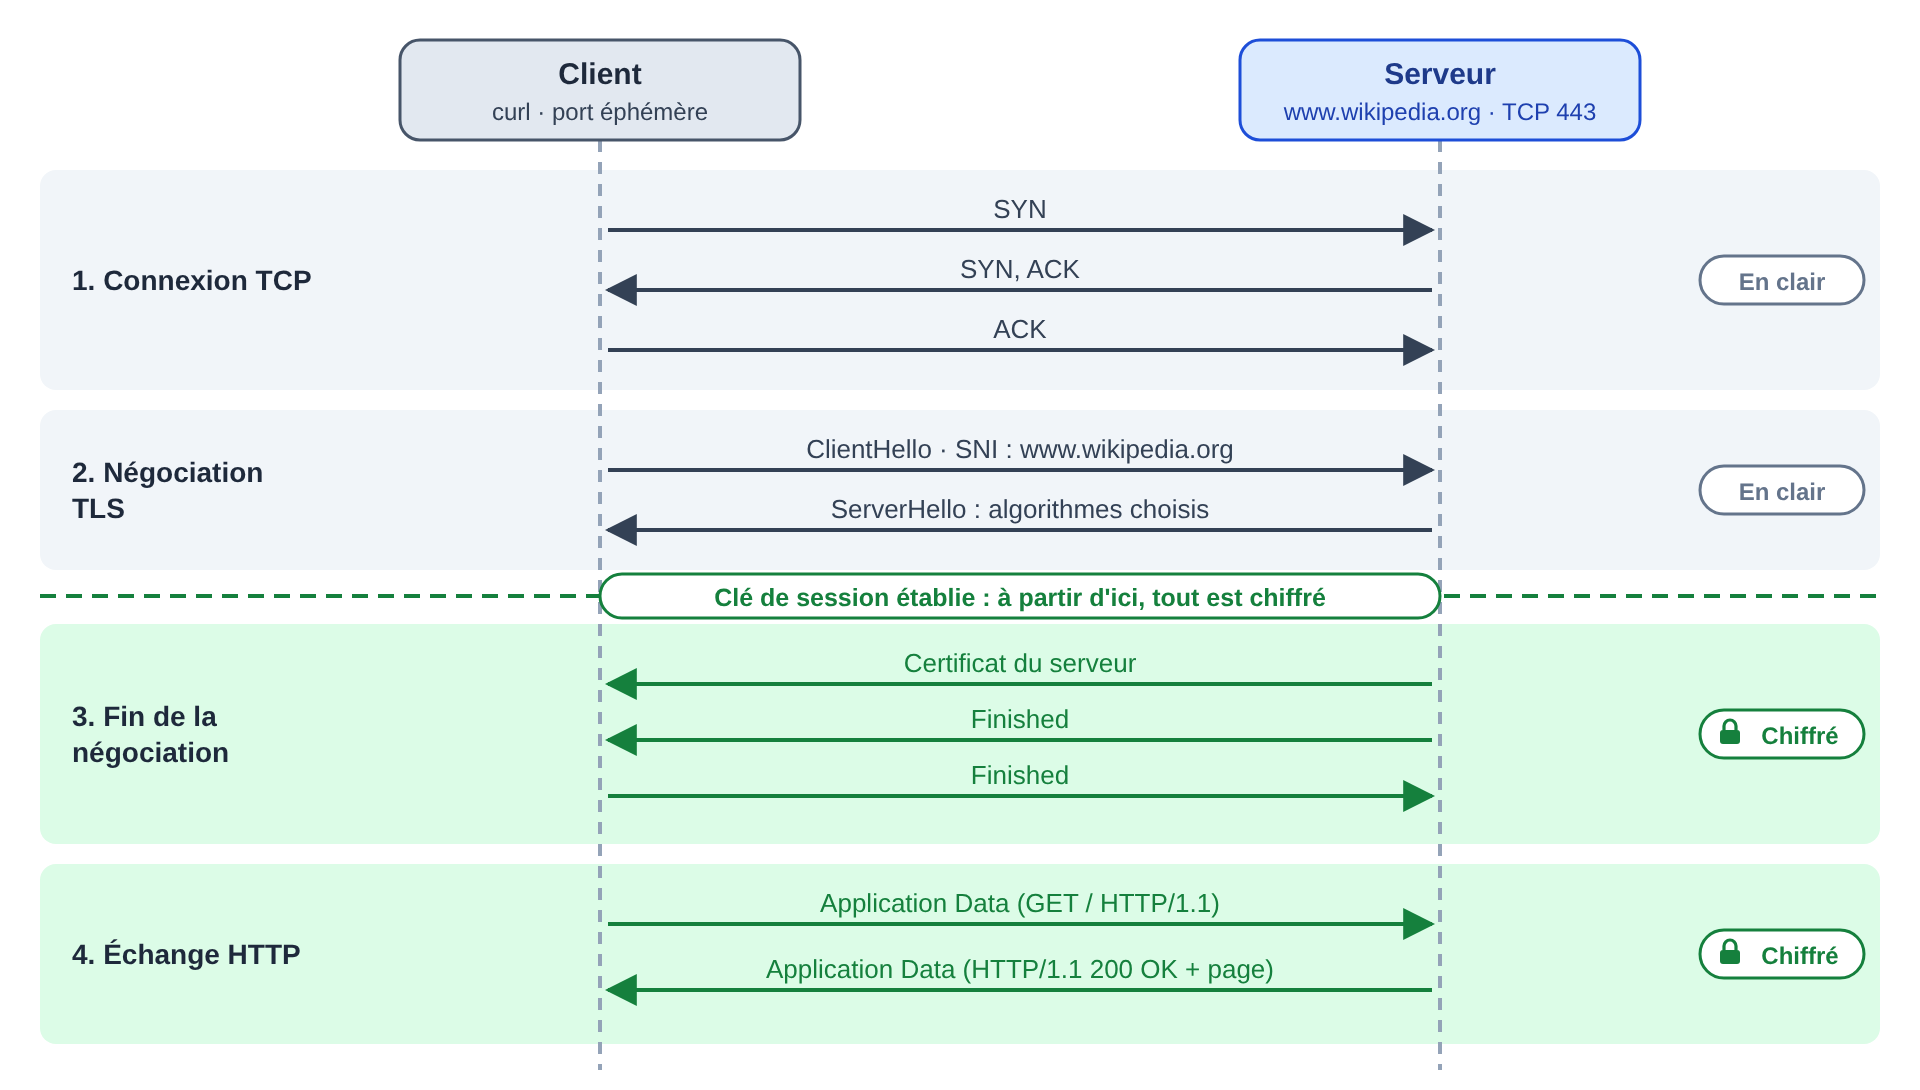 Client
curl · port éphémère
Serveur
www.wikipedia.org · TCP 443
1. Connexion TCP
SYN
SYN, ACK
ACK
En clair
2. Négociation
TLS
ClientHello · SNI : www.wikipedia.org
ServerHello : algorithmes choisis
En clair
Clé de session établie : à partir d'ici, tout est chiffré
3. Fin de la
négociation
Certificat du serveur
Finished
Finished
Chiffré
4. Échange HTTP
Application Data (GET / HTTP/1.1)
Application Data (HTTP/1.1 200 OK + page)
Chiffré